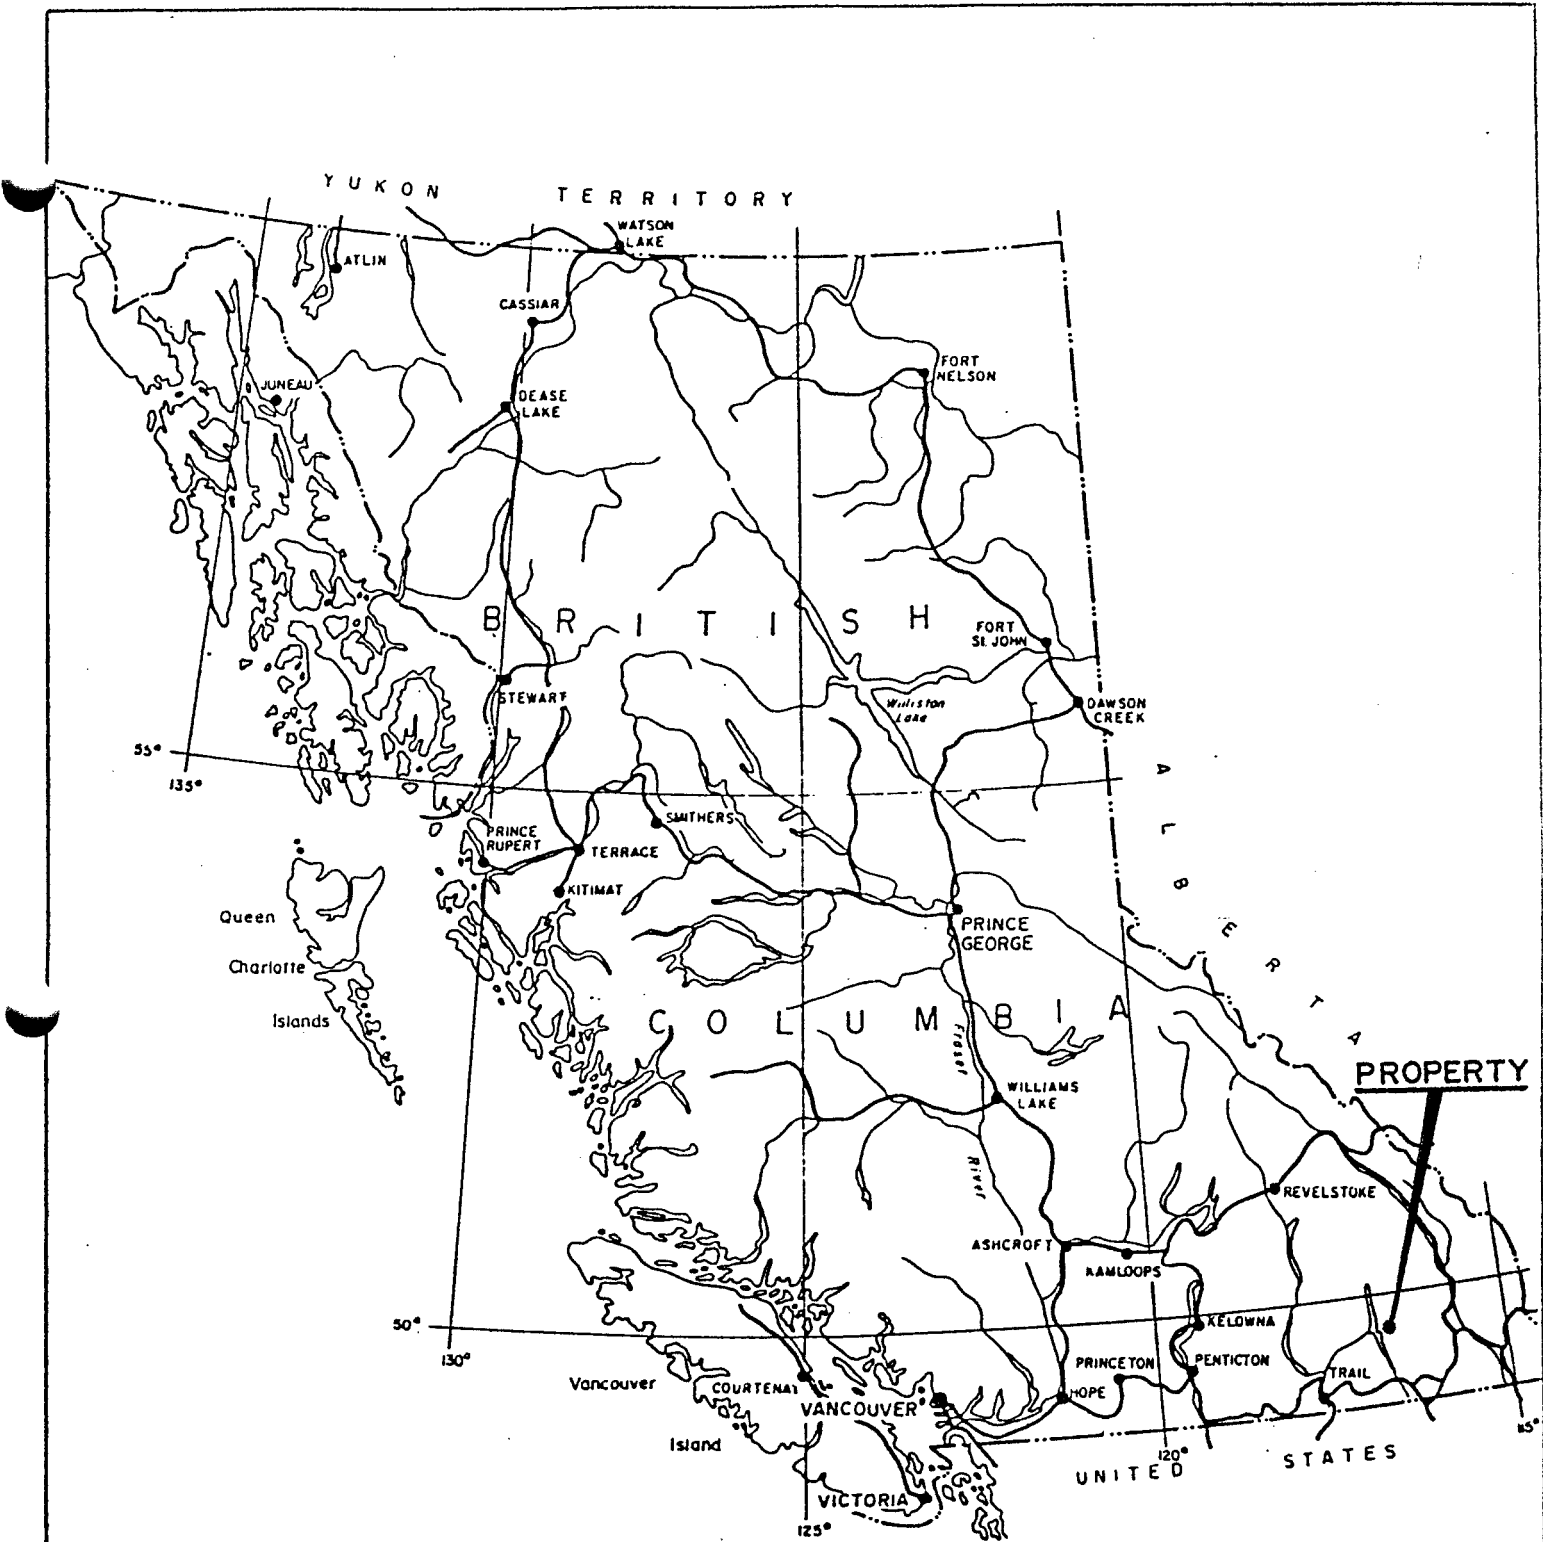 YUKON TERRITORY
WATSON
LAKE
ATLIN
CASSIAR
JUNEAU
DEASE
LAKE
FORT
NELSON
BRITISH
FORT
St. JOHN
STEWART
Williston
Lake
DAWSON
CREEK
55°
135°
ALBERTA
PRINCE
RUPERT
SMITHERS
TERRACE
KITIMAT
Queen
Charlotte
Islands
PRINCE
GEORGE
COLUMBIA
Fraser
River
PROPERTY
WILLIAMS
LAKE
REVELSTOKE
ASHCROFT
KAMLOOPS
50°
130°
KELOWNA
PRINCETON
PENTICTON
TRAIL
HOPE
Vancouver
Island
COURTENAY
VANCOUVER
VICTORIA
125°
120°
115°
UNITED STATES